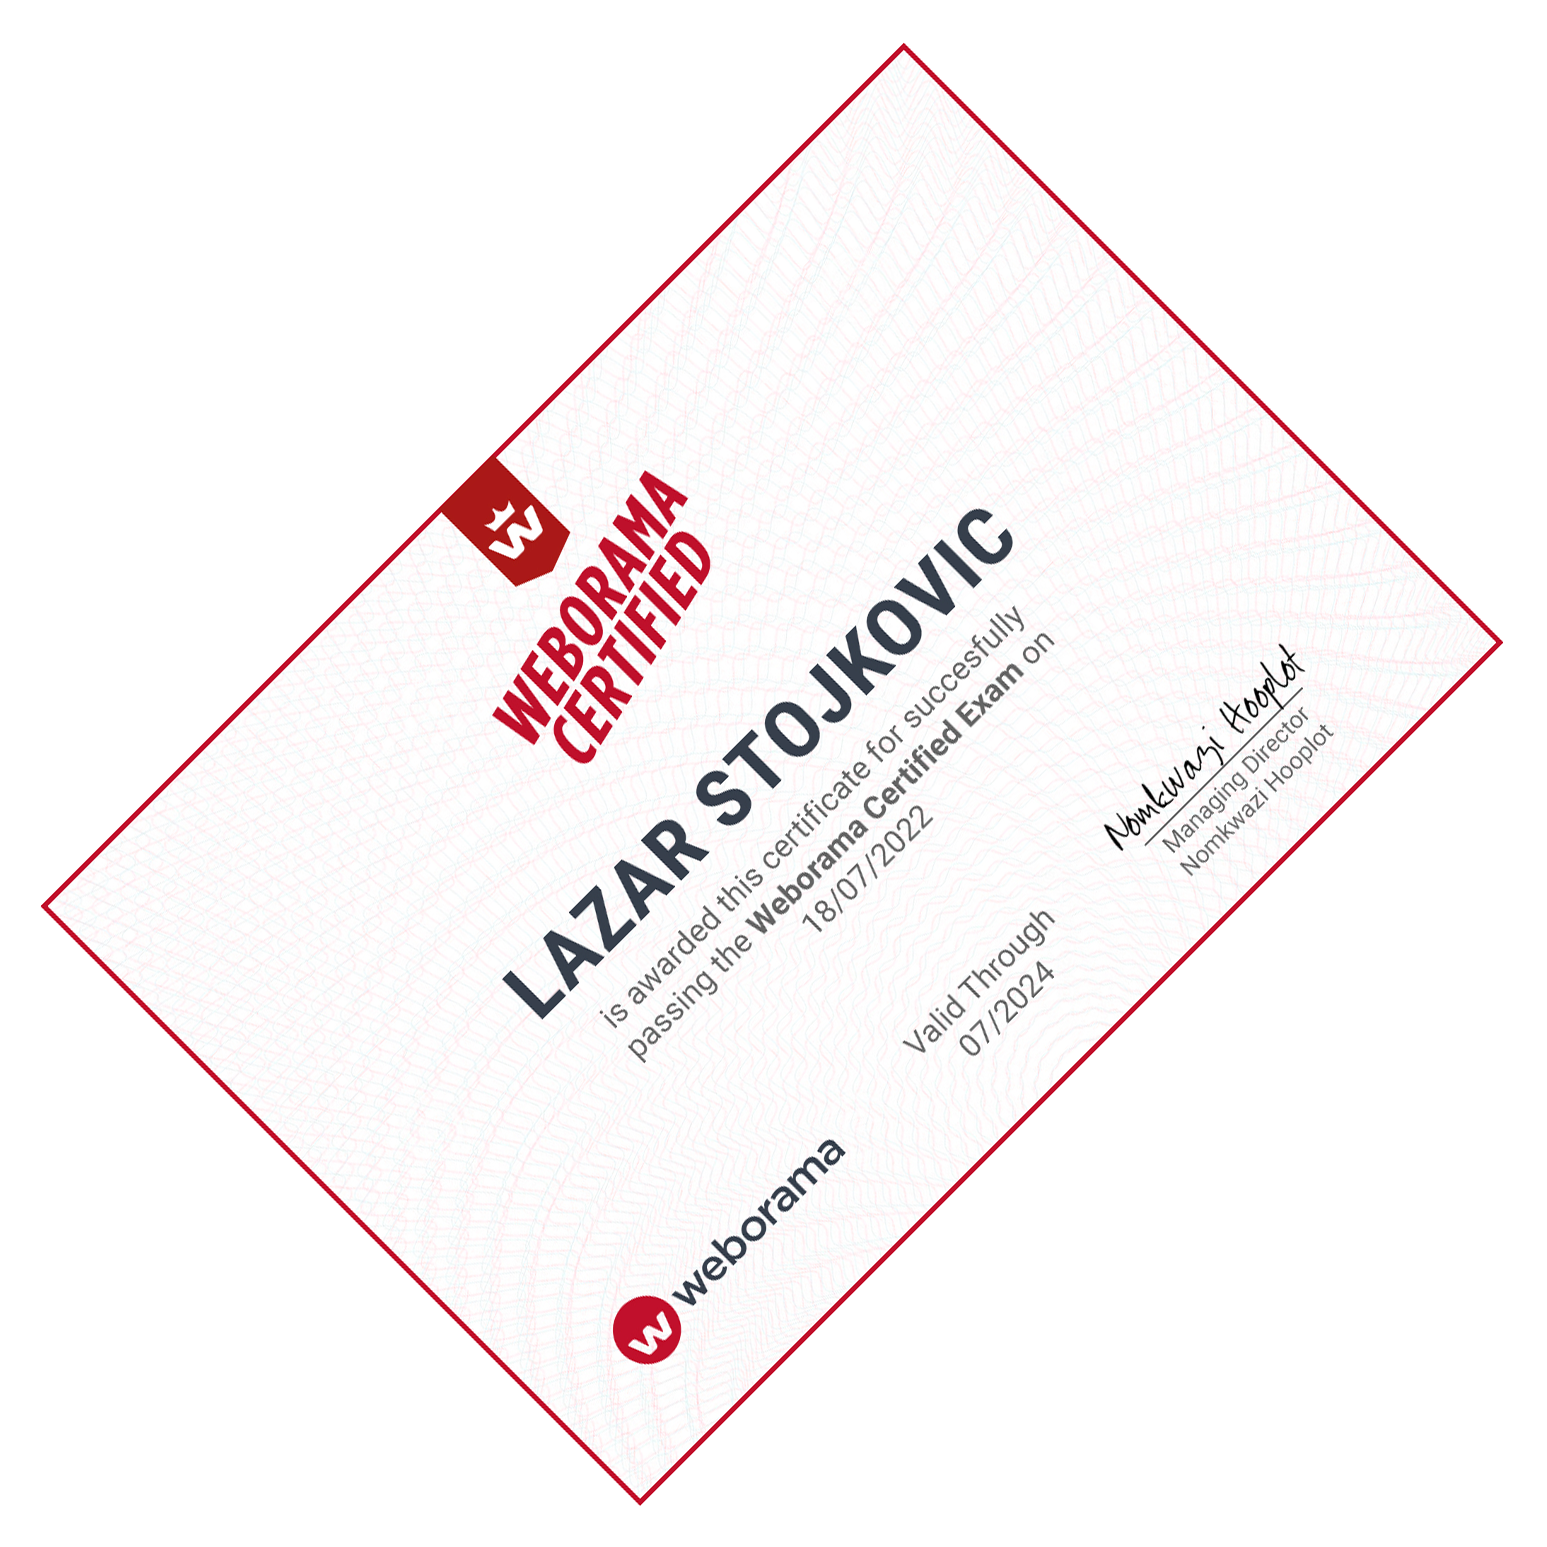 W
WEBORAMA
CERTIFIED
LAZAR STOJKOVIC
is awarded this certificate for succesfully
passing the Weborama Certified Exam on
18/07/2022
w weborama
Valid Through
07/2024
Nomkwazi Hooplot
Managing Director
Nomkwazi Hooplot